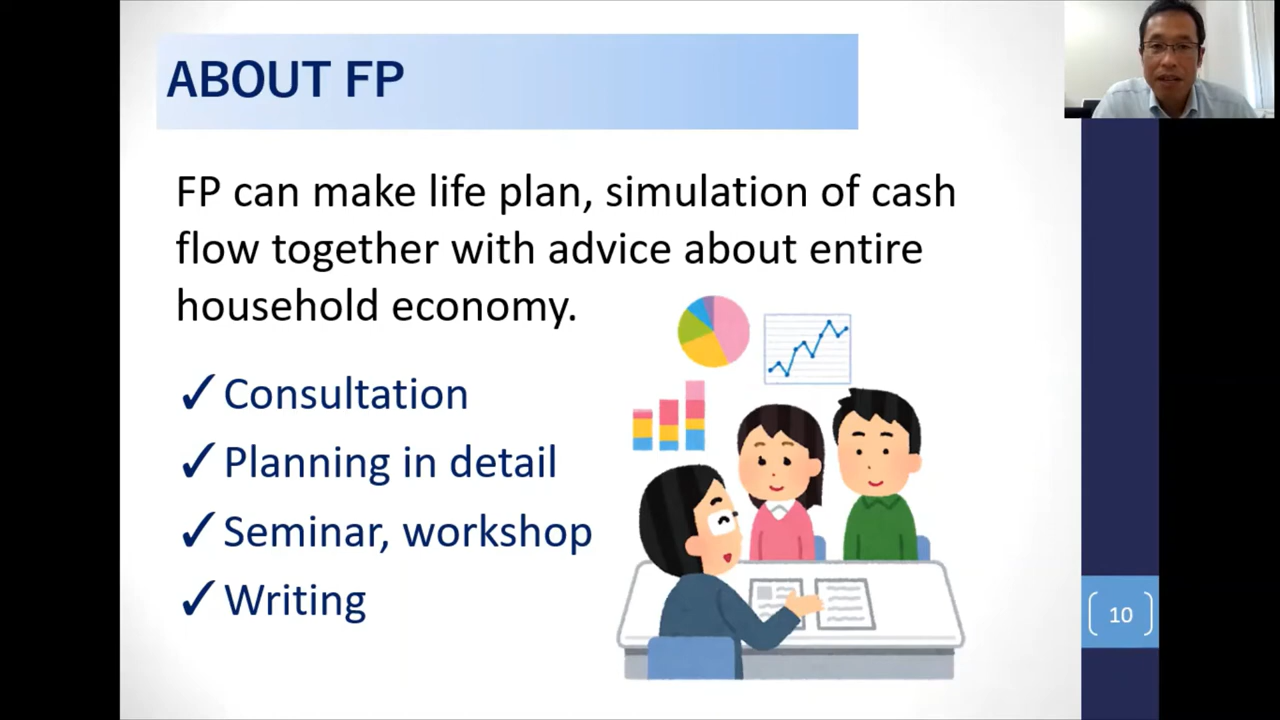 ABOUT FP
FP can make life plan, simulation of cash
flow together with advice about entire
household economy.
✓Consultation
✓Planning in detail
✓Seminar, workshop
✓Writing
10